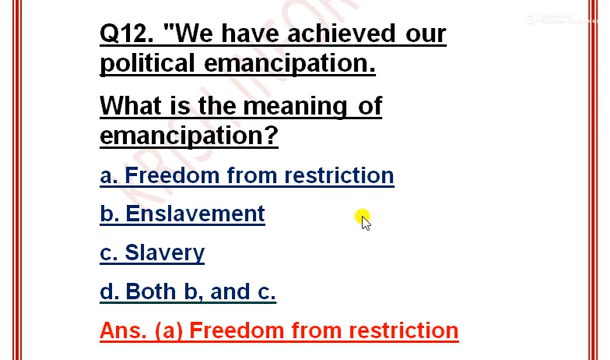 Q12. "We have achieved our
political emancipation.
What is the meaning of
emancipation?
a. Freedom from restriction
b. Enslavement
c. Slavery
d. Both b, and c.
Ans. (a) Freedom from restriction